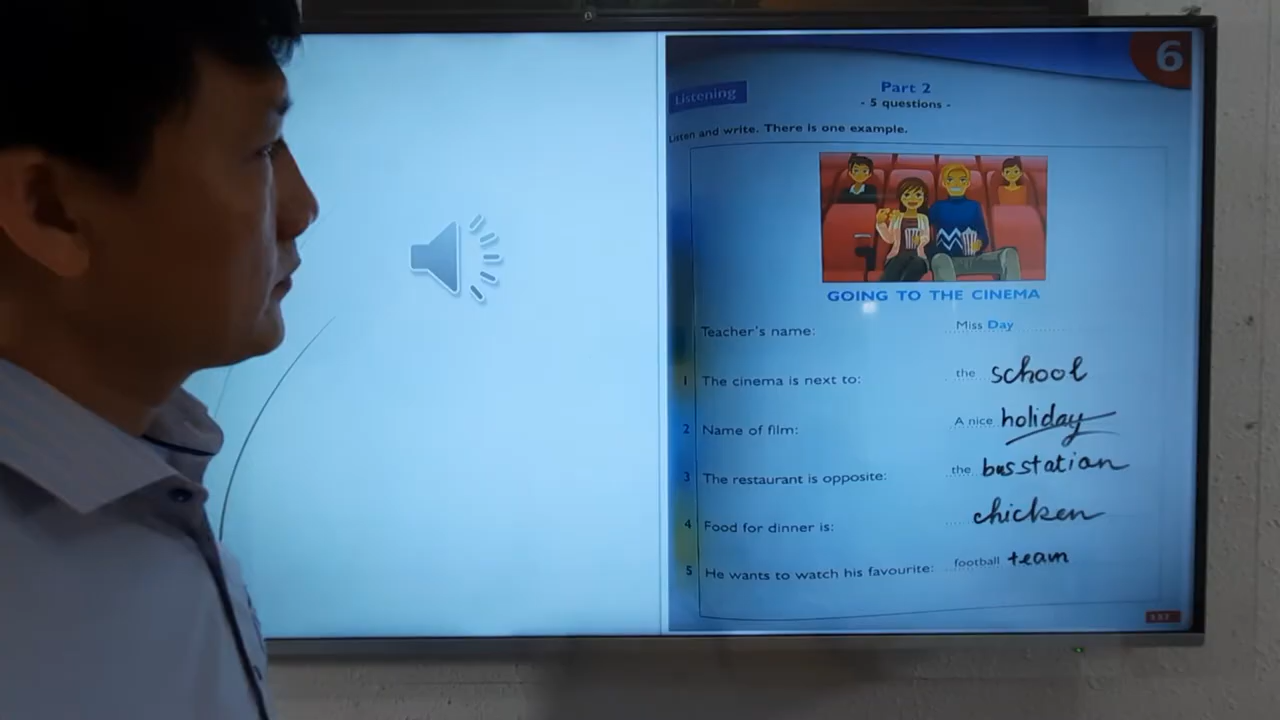 6
Listening
Part 2
- 5 questions -
Listen and write. There is one example.
GOING TO THE CINEMA
Teacher's name: Miss Day
1 The cinema is next to: the school
2 Name of film: A nice holiday
3 The restaurant is opposite: the bus station
4 Food for dinner is: chicken
5 He wants to watch his favourite: football team